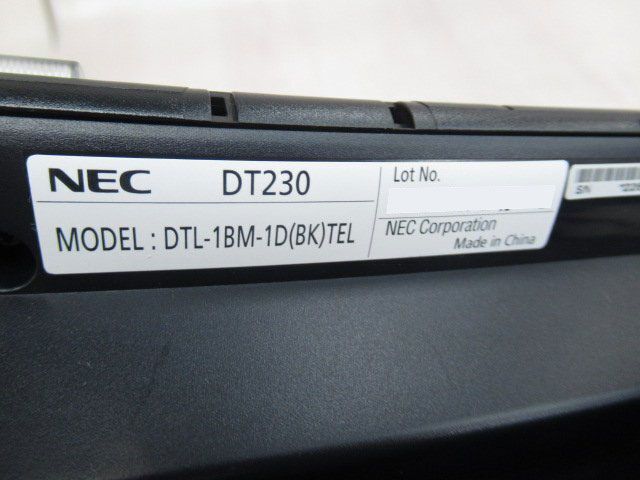 NEC DT230
MODEL : DTL-1BM-1D(BK)TEL
Lot No.
NEC Corporation
Made in China
S/N